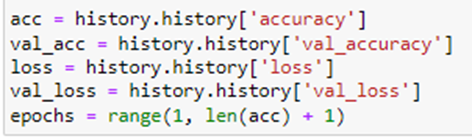 acc = history.history['accuracy']
val_acc = history.history['val_accuracy']
loss = history.history['loss']
val_loss = history.history['val_loss']
epochs = range(1, len(acc) + 1)